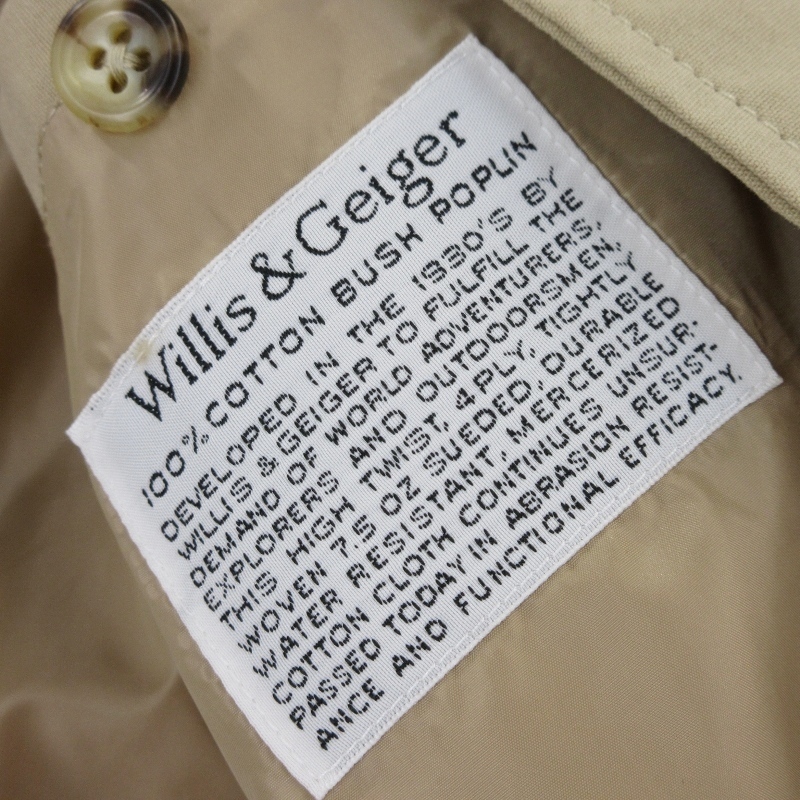 Willis & Geiger
100% COTTON BUSH POPLIN
DEVELOPED IN THE 1930'S BY
WILLIS & GEIGER TO FULFILL THE
DEMAND OF WORLD ADVENTURERS,
EXPLORERS AND OUTDOORSMEN,
THIS HIGH TWIST, 4 PLY, TIGHTLY
WOVEN 7.5 OZ SUEDED, DURABLE
WATER RESISTANT, MERCERIZED
COTTON CLOTH CONTINUES UNSUR-
PASSED TODAY IN ABRASION RESIST-
ANCE AND FUNCTIONAL EFFICACY.